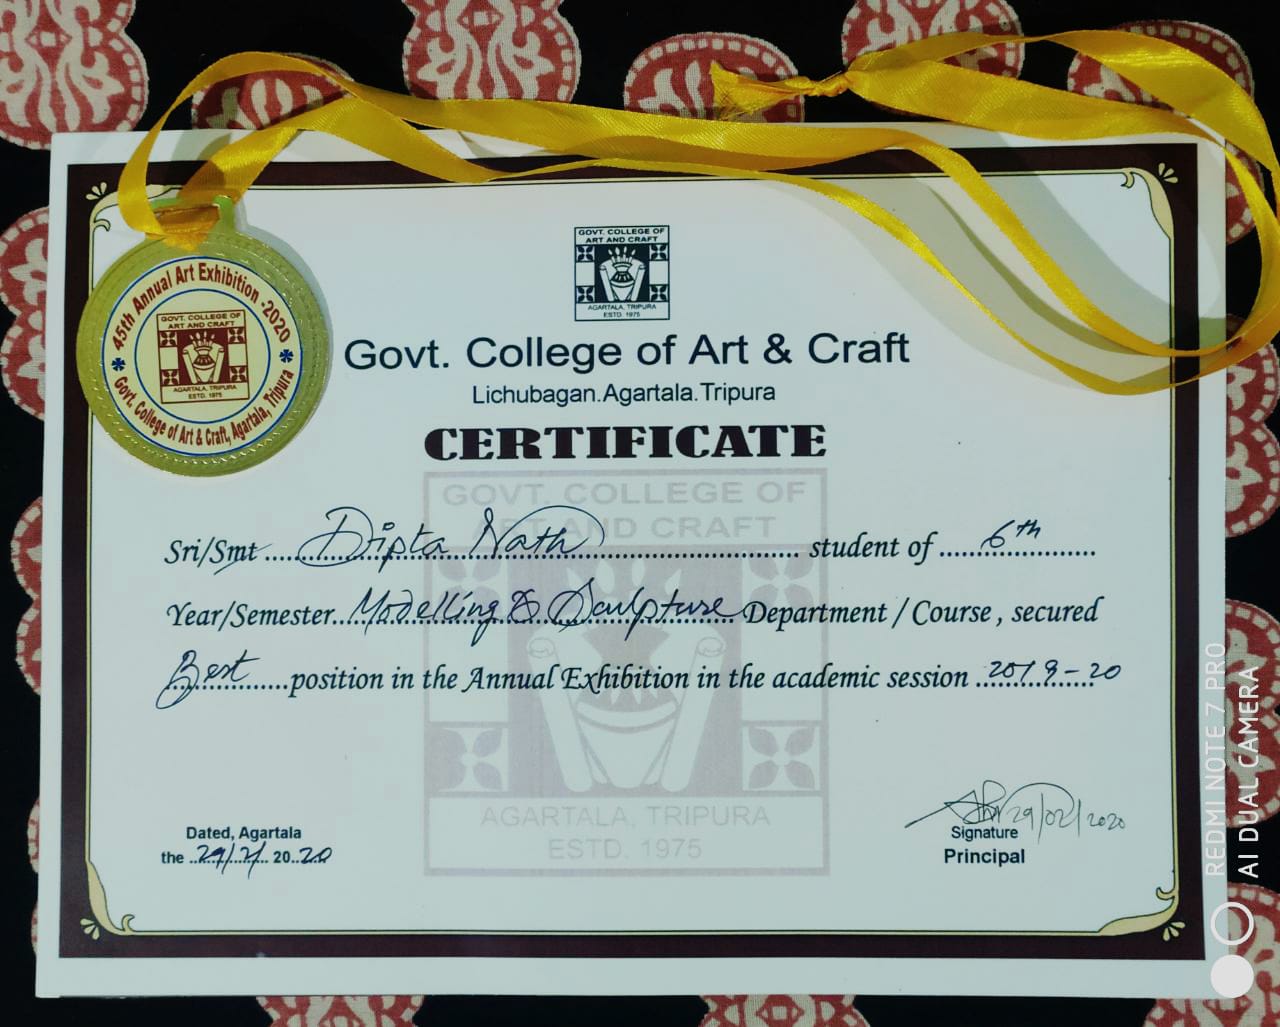 GOVT. COLLEGE OF
ART AND CRAFT
AGARTALA, TRIPURA
ESTD. 1975
45th Annual Art Exhibition -2020
GOVT. COLLEGE OF
ART AND CRAFT
AGARTALA, TRIPURA
ESTD. 1975
Govt. College of Art & Craft, Agartala, Tripura
Govt. College of Art & Craft
Lichubagan.Agartala.Tripura
CERTIFICATE
GOVT. COLLEGE OF
ART AND CRAFT
Sri/Smt Dipta Nath student of 6th
Year/Semester Modelling & Sculpture Department / Course, secured
Best position in the Annual Exhibition in the academic session 2019-20
AGARTALA, TRIPURA
ESTD. 1975
Dated, Agartala
the 29/2/ 20 20
29/02/2020
Signature
Principal
REDMI NOTE 7 PRO
AI DUAL CAMERA